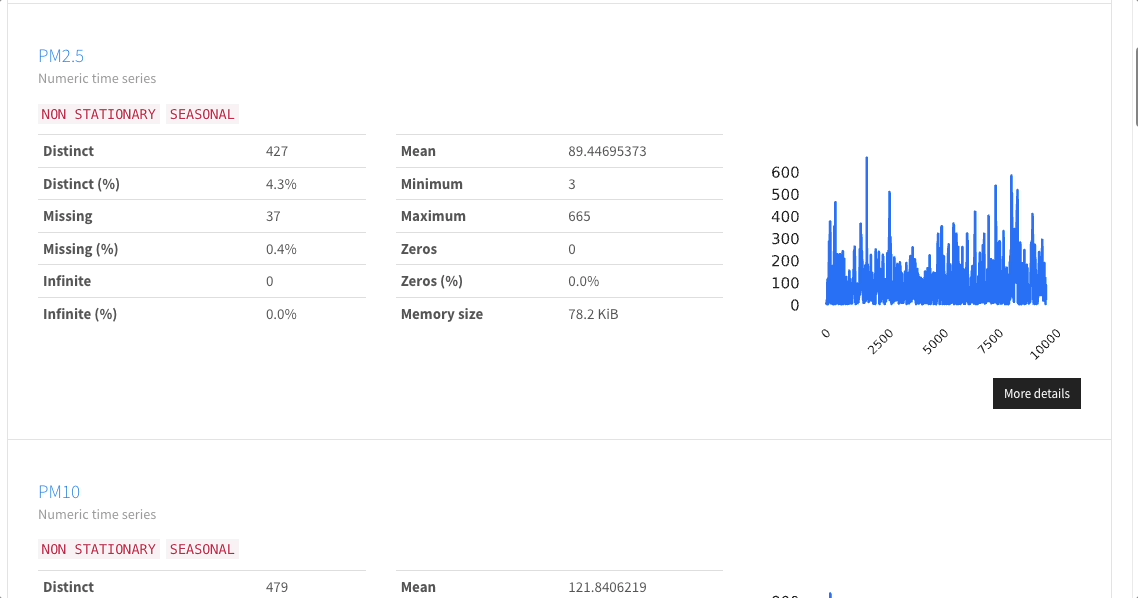 PM2.5
Numeric time series
NON STATIONARY SEASONAL
Distinct 427
Distinct (%) 4.3%
Missing 37
Missing (%) 0.4%
Infinite 0
Infinite (%) 0.0%
Mean 89.44695373
Minimum 3
Maximum 665
Zeros 0
Zeros (%) 0.0%
Memory size 78.2 KiB
600
500
400
300
200
100
0
0 2500 5000 7500 10000
More details
PM10
Numeric time series
NON STATIONARY SEASONAL
Distinct 479
Mean 121.8406219